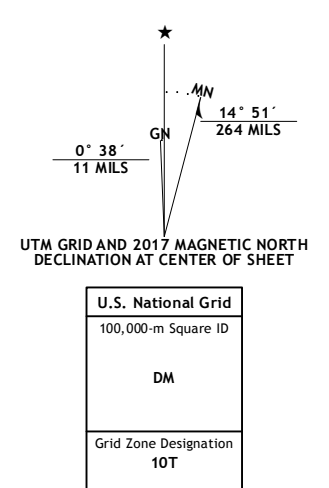 MN
14° 51´
264 MILS
GN
0° 38´
11 MILS
UTM GRID AND 2017 MAGNETIC NORTH
DECLINATION AT CENTER OF SHEET
U.S. National Grid
100,000-m Square ID
DM
Grid Zone Designation
10T